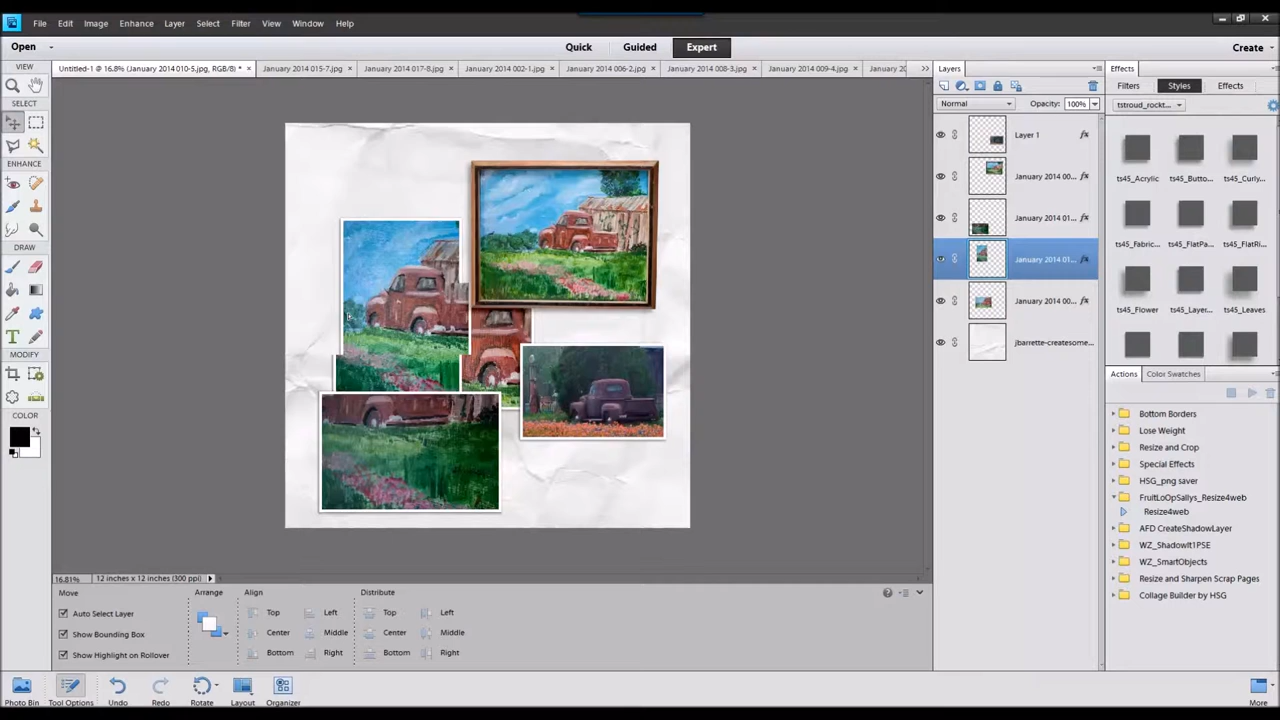 File Edit Image Enhance Layer Select Filter View Window Help
Open Quick Guided Expert Create
VIEW
Untitled-1 @ 16.8% (January 2014 010-5.jpg, RGB/8) * × January 2014 015-7.jpg × January 2014 017-8.jpg × January 2014 002-1.jpg × January 2014 006-2.jpg × January 2014 008-3.jpg × January 2014 009-4.jpg × January 20 »
Layers
Effects
Filters Styles Effects
SELECT
Normal Opacity: 100%
tstroud_rockt...
Layer 1
ts45_Acrylic ts45_Butto... ts45_Curly...
January 2014 00...
January 2014 01...
ts45_Fabric... ts45_FlatPa... ts45_FlatRi...
January 2014 01...
January 2014 00...
ts45_Flower ts45_Layer... ts45_Leaves
jbarrette-createsome...
ENHANCE
DRAW
MODIFY
COLOR
Actions Color Swatches
Bottom Borders
Lose Weight
Resize and Crop
Special Effects
HSG_png saver
FruitLoOpSallys_Resize4web
Resize4web
AFD CreateShadowLayer
WZ_ShadowIt1PSE
WZ_SmartObjects
Resize and Sharpen Scrap Pages
Collage Builder by HSG
16.81% 12 inches x 12 inches (300 ppi)
Move Arrange Align Distribute
Auto Select Layer Top Left Top Left
Show Bounding Box Center Middle Center Middle
Show Highlight on Rollover Bottom Right Bottom Right
Photo Bin Tool Options Undo Redo Rotate Layout Organizer More